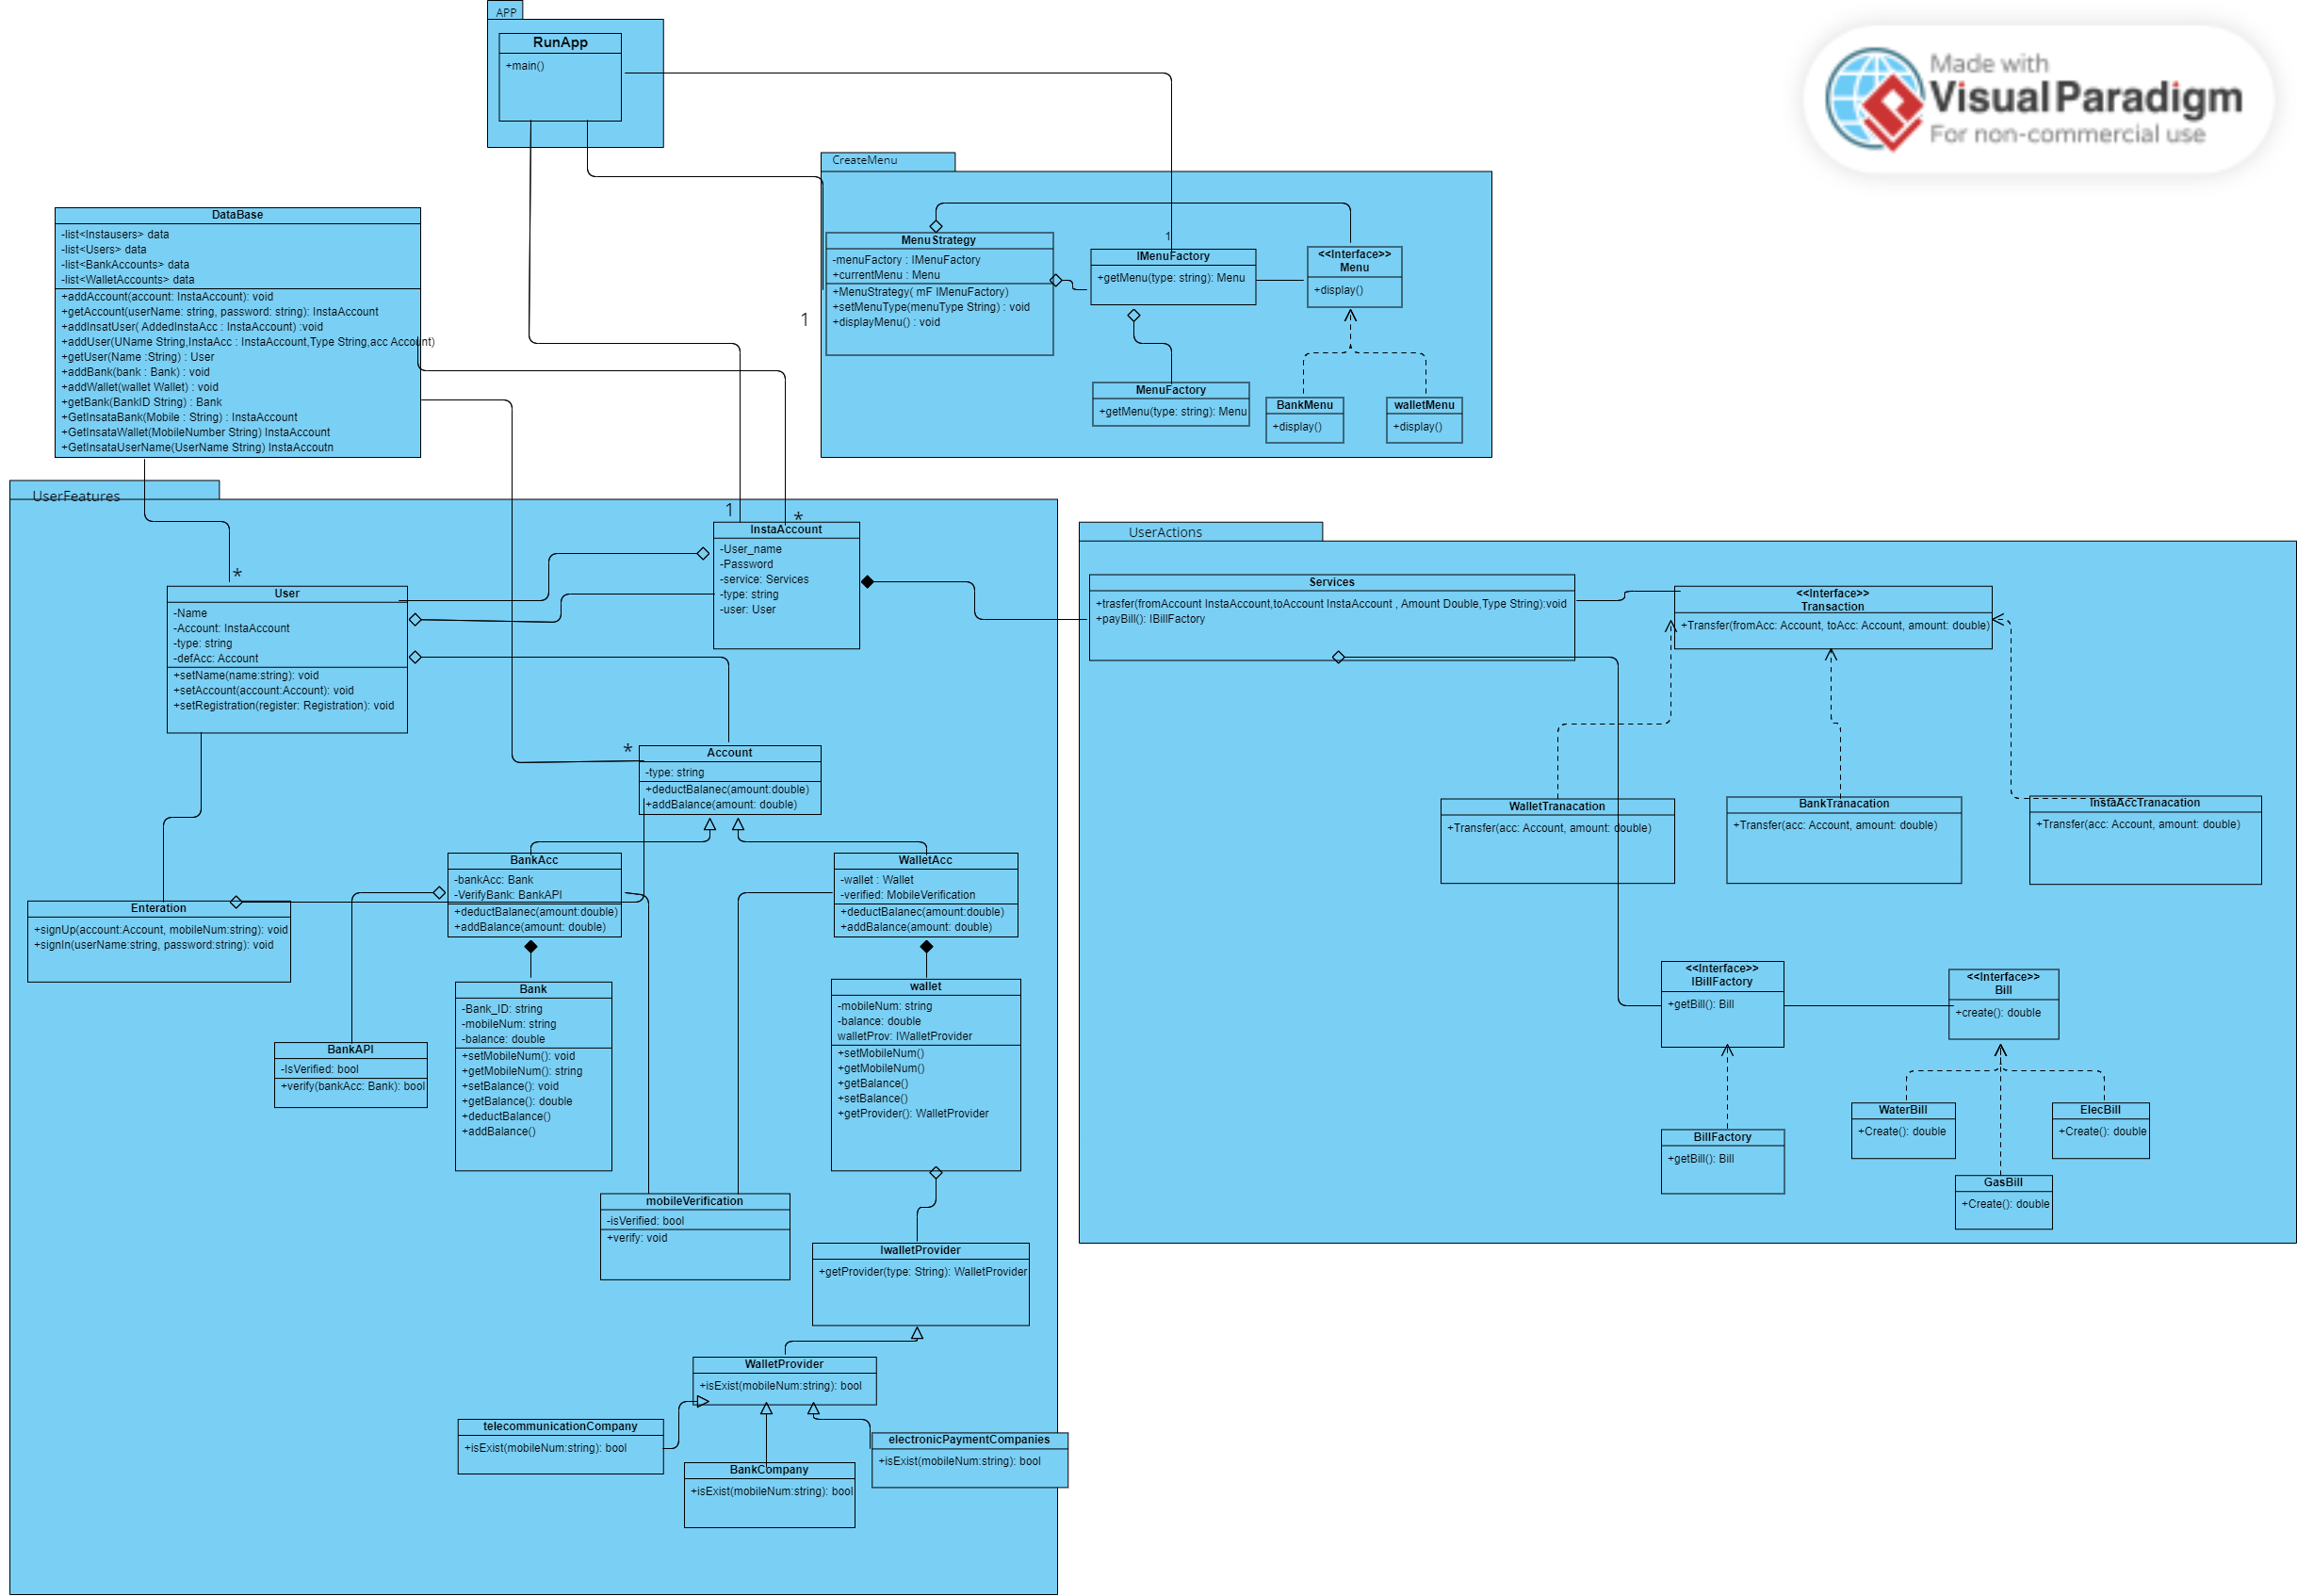 APP
RunApp
+main()
Made with
Visual Paradigm
For non-commercial use
CreateMenu
MenuStrategy
-menuFactory : IMenuFactory
+currentMenu : Menu
+MenuStrategy( mF IMenuFactory)
+setMenuType(menuType String) : void
+displayMenu() : void
1
1
IMenuFactory
+getMenu(type: string): Menu
<<Interface>>
Menu
+display()
MenuFactory
+getMenu(type: string): Menu
BankMenu
+display()
walletMenu
+display()
DataBase
-list<Instausers> data
-list<Users> data
-list<BankAccounts> data
-list<WalletAccounts> data
+addAccount(account: InstaAccount): void
+getAccount(userName: string, password: string): InstaAccount
+addInsatUser( AddedInstaAcc : InstaAccount) :void
+addUser(UName String,InstaAcc : InstaAccount,Type String,acc Account)
+getUser(Name :String) : User
+addBank(bank : Bank) : void
+addWallet(wallet Wallet) : void
+getBank(BankID String) : Bank
+GetInsataBank(Mobile : String) : InstaAccount
+GetInsataWallet(MobileNumber String) InstaAccount
+GetInsataUserName(UserName String) InstaAccoutn
UserFeatures
1
*
InstaAccount
-User_name
-Password
-service: Services
-type: string
-user: User
*
User
-Name
-Account: InstaAccount
-type: string
-defAcc: Account
+setName(name:string): void
+setAccount(account:Account): void
+setRegistration(register: Registration): void
*
Account
-type: string
+deductBalanec(amount:double)
+addBalance(amount: double)
BankAcc
-bankAcc: Bank
-VerifyBank: BankAPI
+deductBalanec(amount:double)
+addBalance(amount: double)
WalletAcc
-wallet : Wallet
-verified: MobileVerification
+deductBalanec(amount:double)
+addBalance(amount: double)
Enteration
+signUp(account:Account, mobileNum:string): void
+signIn(userName:string, password:string): void
Bank
-Bank_ID: string
-mobileNum: string
-balance: double
+setMobileNum(): void
+getMobileNum(): string
+setBalance(): void
+getBalance(): double
+deductBalance()
+addBalance()
wallet
-mobileNum: string
-balance: double
walletProv: IWalletProvider
+setMobileNum()
+getMobileNum()
+getBalance()
+setBalance()
+getProvider(): WalletProvider
BankAPI
-IsVerified: bool
+verify(bankAcc: Bank): bool
mobileVerification
-isVerified: bool
+verify: void
IwalletProvider
+getProvider(type: String): WalletProvider
WalletProvider
+isExist(mobileNum:string): bool
telecommunicationCompany
+isExist(mobileNum:string): bool
BankCompany
+isExist(mobileNum:string): bool
electronicPaymentCompanies
+isExist(mobileNum:string): bool
UserActions
Services
+trasfer(fromAccount InstaAccount,toAccount InstaAccount , Amount Double,Type String):void
+payBill(): IBillFactory
<<Interface>>
Transaction
+Transfer(fromAcc: Account, toAcc: Account, amount: double)
WalletTranacation
+Transfer(acc: Account, amount: double)
BankTranacation
+Transfer(acc: Account, amount: double)
InstaAccTranacation
+Transfer(acc: Account, amount: double)
<<Interface>>
IBillFactory
+getBill(): Bill
<<Interface>>
Bill
+create(): double
BillFactory
+getBill(): Bill
WaterBill
+Create(): double
ElecBill
+Create(): double
GasBill
+Create(): double